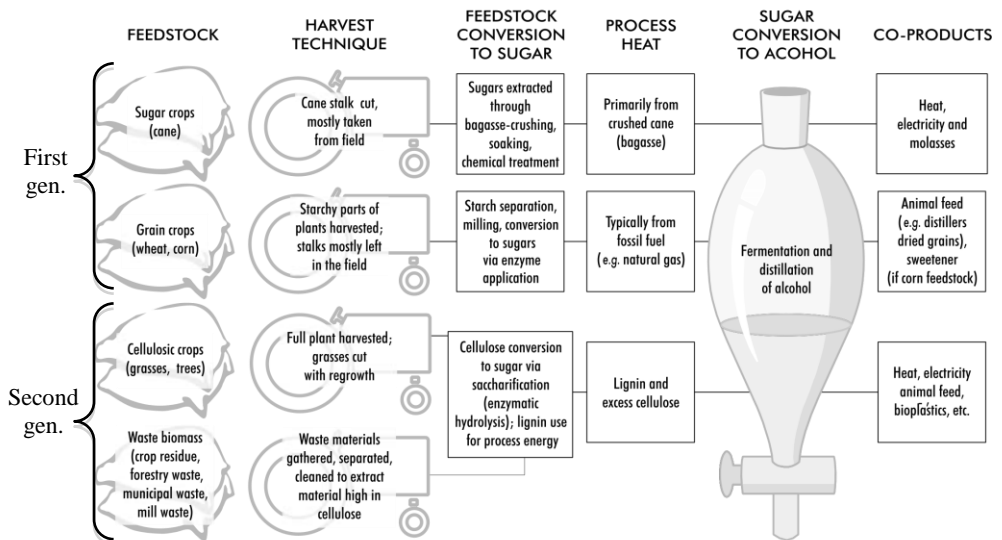 FEEDSTOCK
HARVEST
TECHNIQUE
FEEDSTOCK
CONVERSION
TO SUGAR
PROCESS
HEAT
SUGAR
CONVERSION
TO ACOHOL
CO-PRODUCTS
First
gen.
Sugar crops
(cane)
Cane stalk cut,
mostly taken
from field
Sugars extracted
through
bagasse-crushing,
soaking,
chemical treatment
Primarily from
crushed cane
(bagasse)
Heat,
electricity and
molasses
Grain crops
(wheat, corn)
Starchy parts of
plants harvested;
stalks mostly left
in the field
Starch separation,
milling, conversion
to sugars
via enzyme
application
Typically from
fossil fuel
(e.g. natural gas)
Fermentation and
distillation
of alcohol
Animal feed
(e.g. distillers
dried grains),
sweetener
(if corn feedstock)
Second
gen.
Cellulosic crops
(grasses, trees)
Full plant harvested;
grasses cut
with regrowth
Cellulose conversion
to sugar via
saccharification
(enzymatic
hydrolysis); lignin use
for process energy
Lignin and
excess cellulose
Heat, electricity
animal feed,
bioplastics, etc.
Waste biomass
(crop residue,
forestry waste,
municipal waste,
mill waste)
Waste materials
gathered, separated,
cleaned to extract
material high in
cellulose